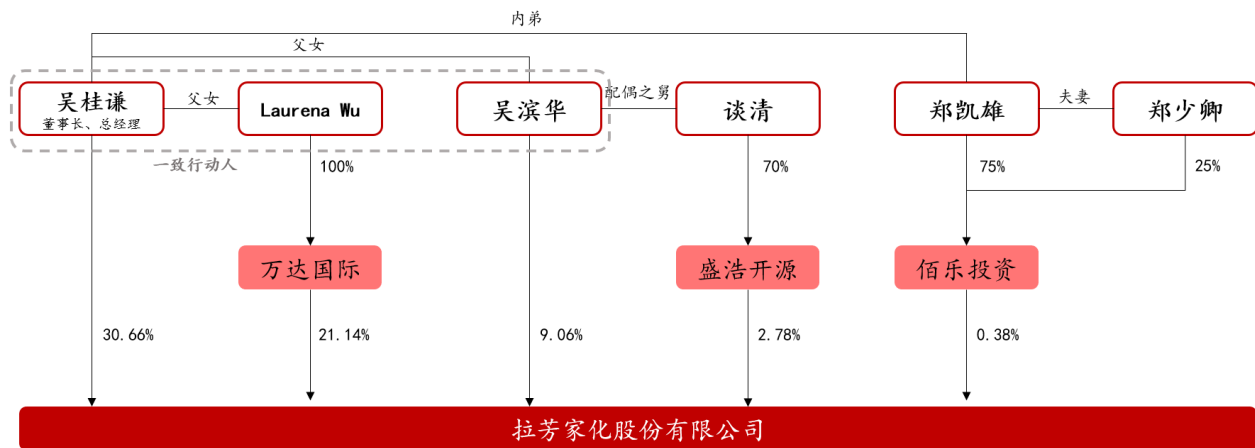 内弟
父女
吴桂谦
董事长、总经理
父女
Laurena Wu
吴滨华
配偶之舅
谈清
郑凯雄
夫妻
郑少卿
一致行动人
100%
70%
75%
25%
万达国际
盛浩开源
佰乐投资
30.66%
21.14%
9.06%
2.78%
0.38%
拉芳家化股份有限公司